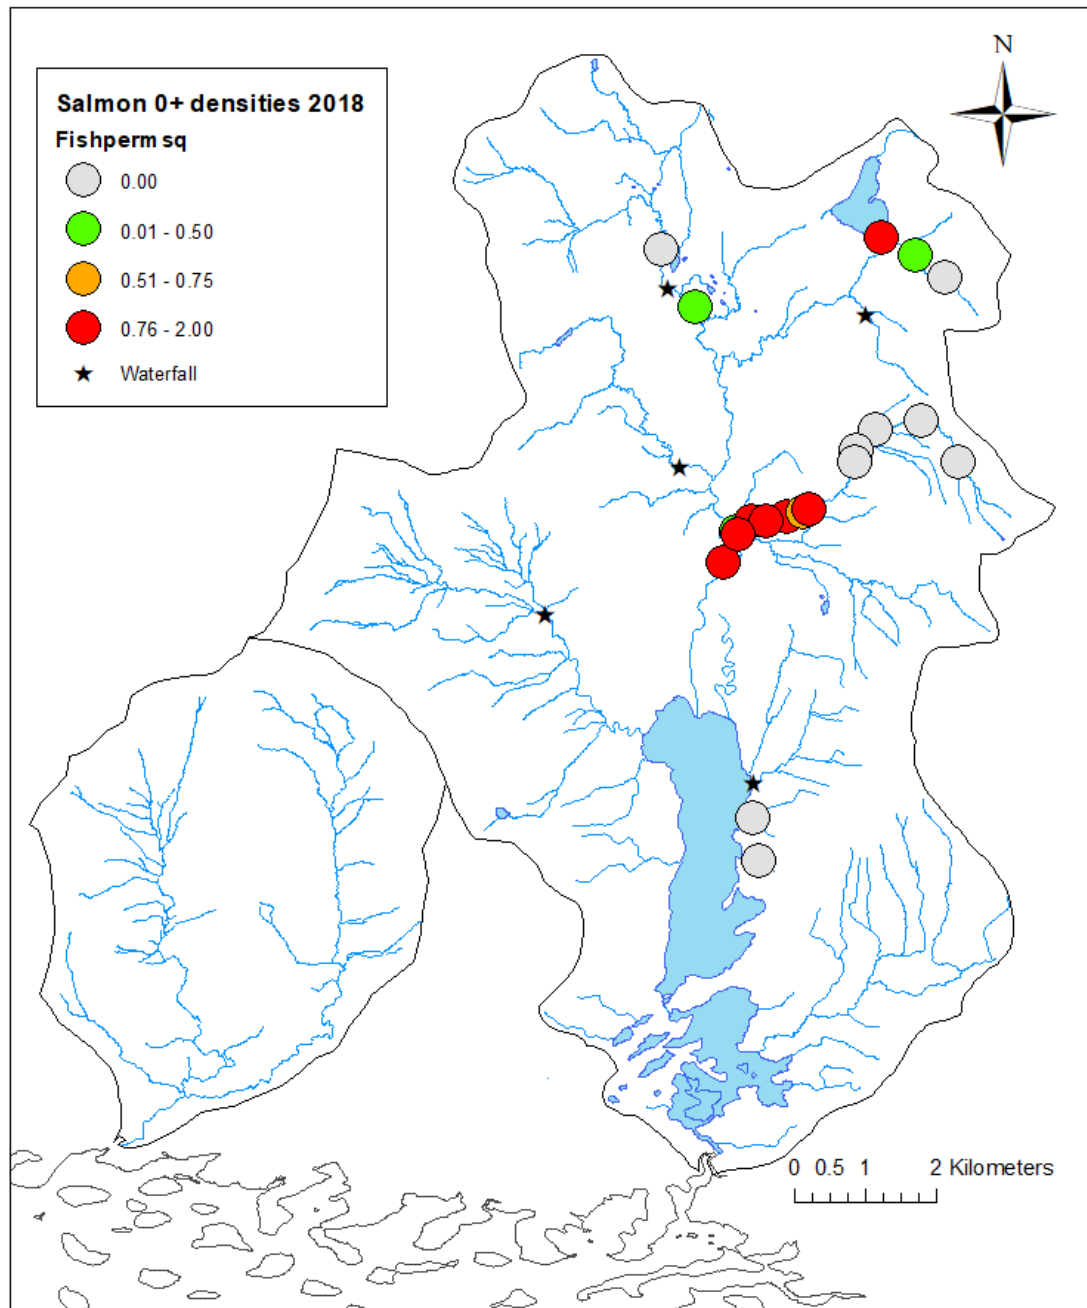 N
Salmon 0+ densities 2018
Fishperm sq
0.00
0.01 - 0.50
0.51 - 0.75
0.76 - 2.00
Waterfall
0 0.5 1 2 Kilometers